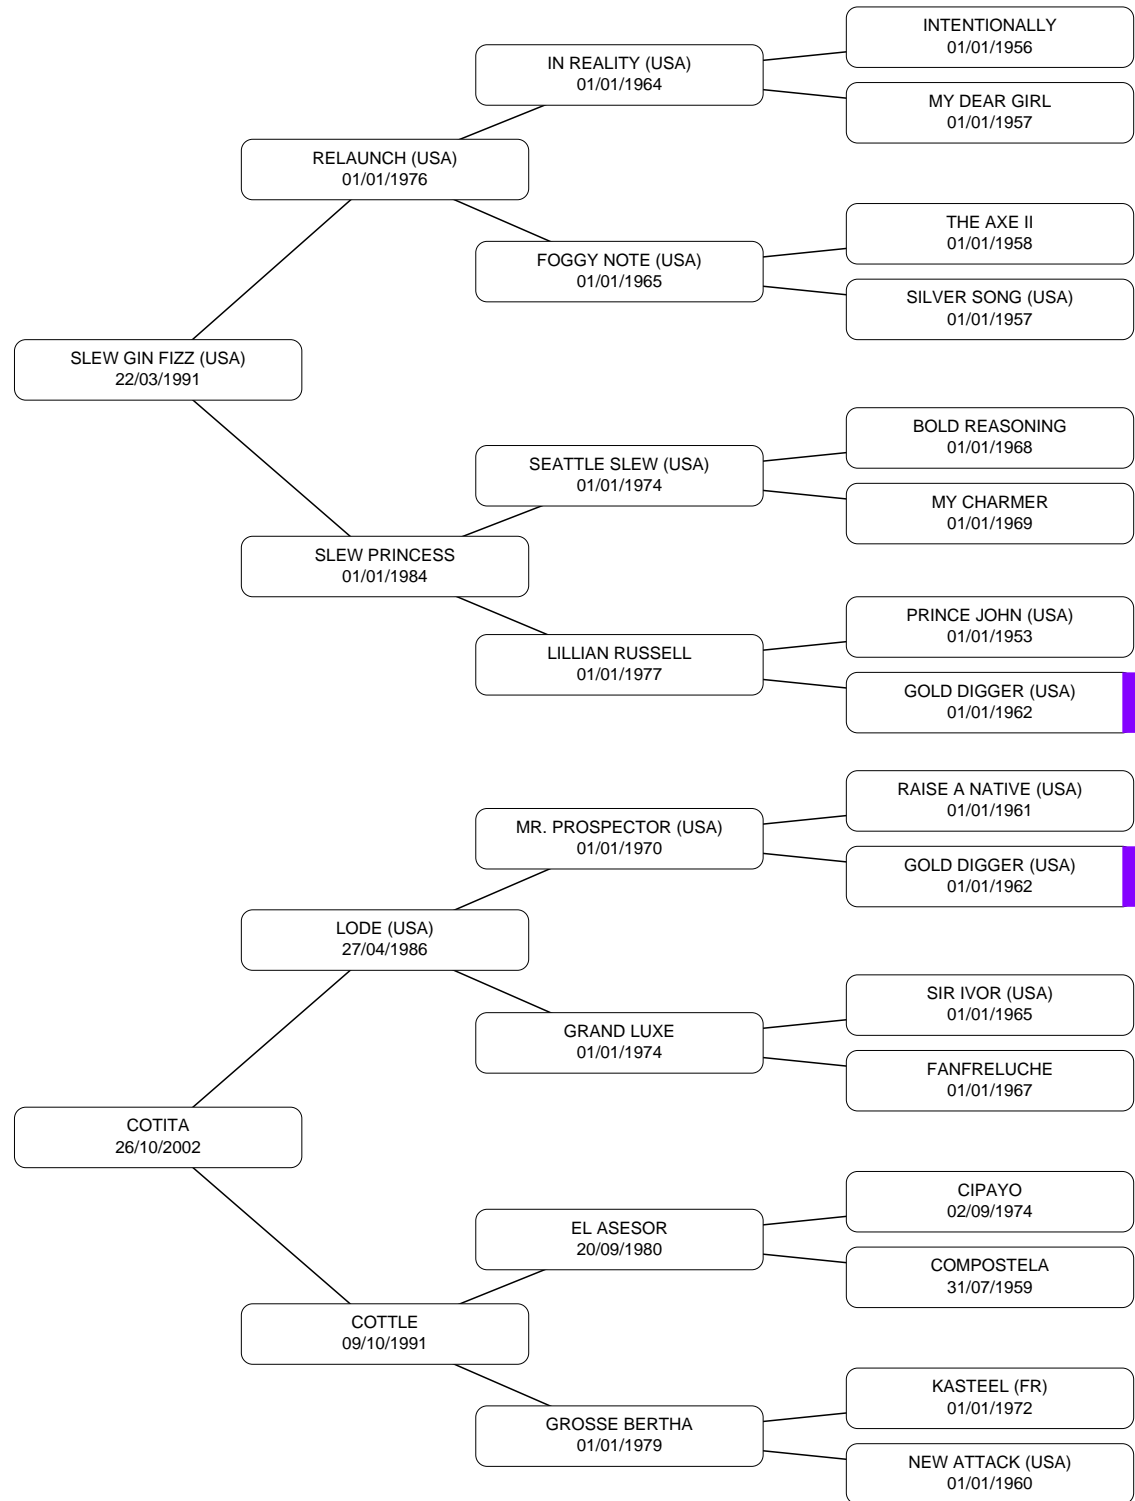 INTENTIONALLY
01/01/1956
IN REALITY (USA)
01/01/1964
MY DEAR GIRL
01/01/1957
RELAUNCH (USA)
01/01/1976
THE AXE II
01/01/1958
FOGGY NOTE (USA)
01/01/1965
SILVER SONG (USA)
01/01/1957
SLEW GIN FIZZ (USA)
22/03/1991
BOLD REASONING
01/01/1968
SEATTLE SLEW (USA)
01/01/1974
MY CHARMER
01/01/1969
SLEW PRINCESS
01/01/1984
PRINCE JOHN (USA)
01/01/1953
LILLIAN RUSSELL
01/01/1977
GOLD DIGGER (USA)
01/01/1962
RAISE A NATIVE (USA)
01/01/1961
MR. PROSPECTOR (USA)
01/01/1970
GOLD DIGGER (USA)
01/01/1962
LODE (USA)
27/04/1986
SIR IVOR (USA)
01/01/1965
GRAND LUXE
01/01/1974
FANFRELUCHE
01/01/1967
COTITA
26/10/2002
CIPAYO
02/09/1974
EL ASESOR
20/09/1980
COMPOSTELA
31/07/1959
COTTLE
09/10/1991
KASTEEL (FR)
01/01/1972
GROSSE BERTHA
01/01/1979
NEW ATTACK (USA)
01/01/1960